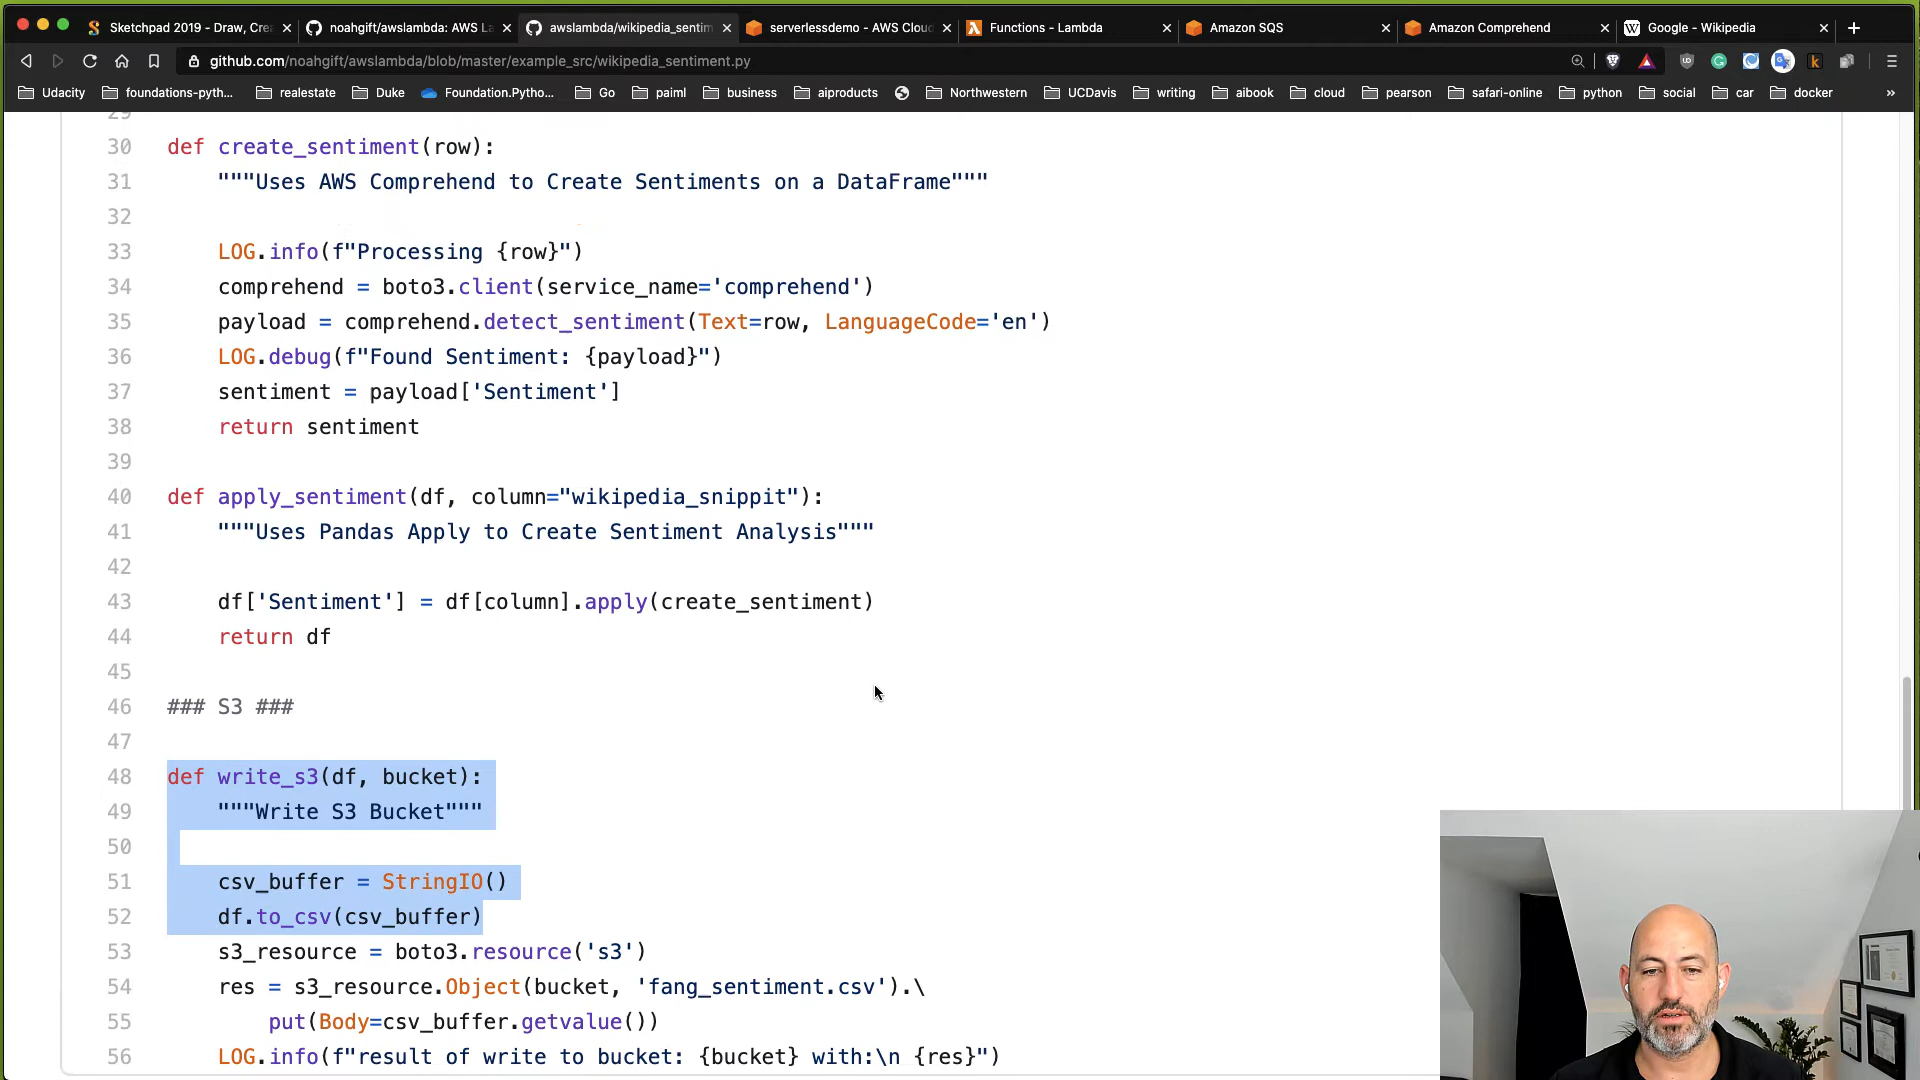 Sketchpad 2019 - Draw, Cre
noahgift/awslambda: AWS La
awslambda/wikipedia_sentim
serverlessdemo - AWS Cloud
Functions - Lambda
Amazon SQS
Amazon Comprehend
Google - Wikipedia
github.com/noahgift/awslambda/blob/master/example_src/wikipedia_sentiment.py
Udacity
foundations-pyth...
realestate
Duke
Foundation.Pytho...
Go
paiml
business
aiproducts
Northwestern
UCDavis
writing
aibook
cloud
pearson
safari-online
python
social
car
docker
»
29
30 def create_sentiment(row):
31 """Uses AWS Comprehend to Create Sentiments on a DataFrame"""
32
33 LOG.info(f"Processing {row}")
34 comprehend = boto3.client(service_name='comprehend')
35 payload = comprehend.detect_sentiment(Text=row, LanguageCode='en')
36 LOG.debug(f"Found Sentiment: {payload}")
37 sentiment = payload['Sentiment']
38 return sentiment
39
40 def apply_sentiment(df, column="wikipedia_snippit"):
41 """Uses Pandas Apply to Create Sentiment Analysis"""
42
43 df['Sentiment'] = df[column].apply(create_sentiment)
44 return df
45
46 ### S3 ###
47
48 def write_s3(df, bucket):
49 """Write S3 Bucket"""
50
51 csv_buffer = StringIO()
52 df.to_csv(csv_buffer)
53 s3_resource = boto3.resource('s3')
54 res = s3_resource.Object(bucket, 'fang_sentiment.csv').\
55 put(Body=csv_buffer.getvalue())
56 LOG.info(f"result of write to bucket: {bucket} with:\n {res}")